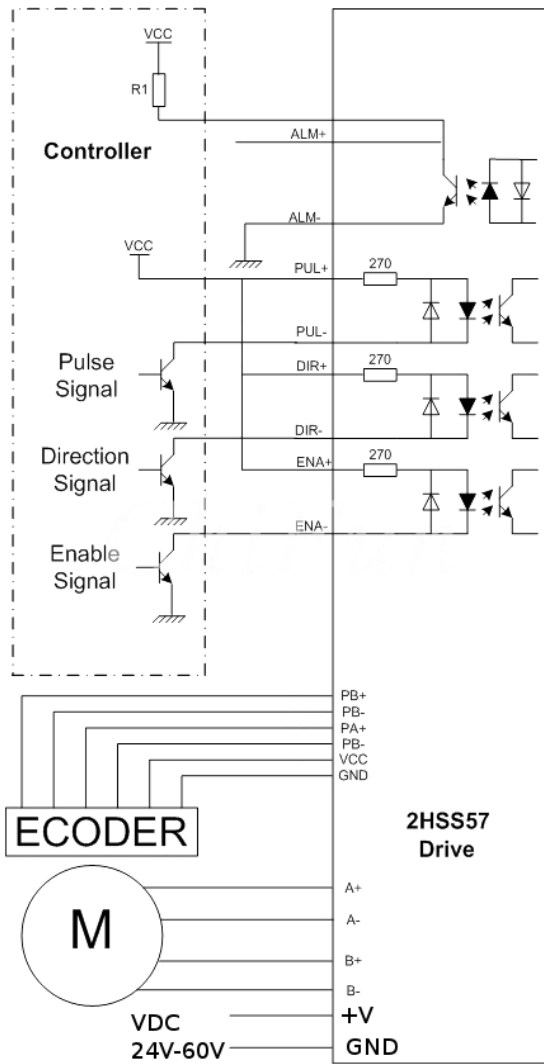 VCC
R1
Controller
ALM+
ALM-
VCC
PUL+
270
PUL-
Pulse
Signal
DIR+
270
DIR-
Direction
Signal
ENA+
270
ENA-
Enable
Signal
PB+
PB-
PA+
PB-
VCC
GND
ECODER
2HSS57
Drive
M
A+
A-
B+
B-
VDC
24V-60V
+V
GND